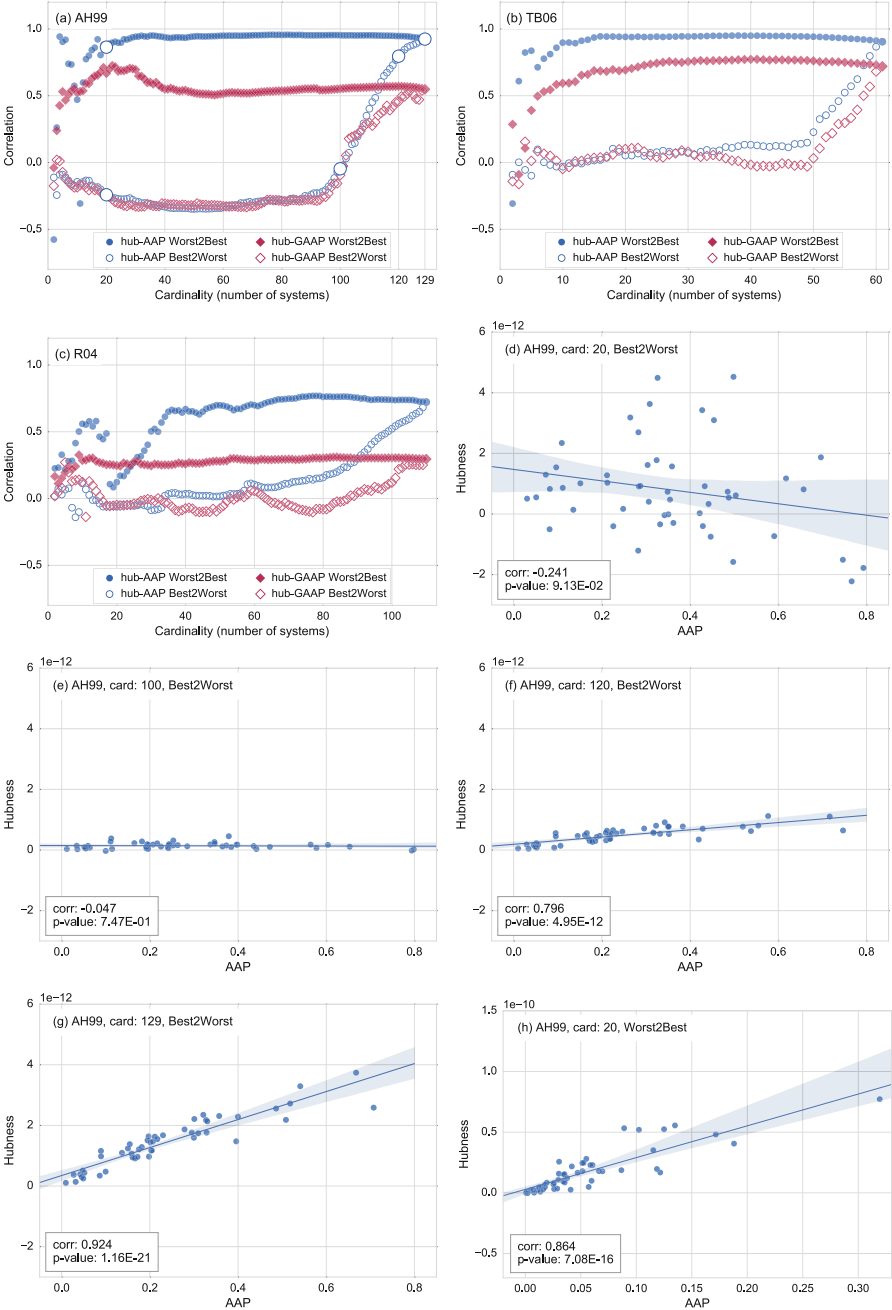 (a) AH99
1.0
0.5
0.0
−0.5
Correlation
hub-AAP Worst2Best
hub-GAAP Worst2Best
hub-AAP Best2Worst
hub-GAAP Best2Worst
0 20 40 60 80 100 120 129
Cardinality (number of systems)
(b) TB06
1.0
0.5
0.0
−0.5
Correlation
hub-AAP Worst2Best
hub-GAAP Worst2Best
hub-AAP Best2Worst
hub-GAAP Best2Worst
0 10 20 30 40 50 60
Cardinality (number of systems)
(c) R04
1.0
0.5
0.0
−0.5
Correlation
hub-AAP Worst2Best
hub-GAAP Worst2Best
hub-AAP Best2Worst
hub-GAAP Best2Worst
0 20 40 60 80 100
Cardinality (number of systems)
1e−12
(d) AH99, card: 20, Best2Worst
6
4
2
0
−2
Hubness
corr: -0.241
p-value: 9.13E-02
0.0 0.2 0.4 0.6 0.8
AAP
1e−12
(e) AH99, card: 100, Best2Worst
6
4
2
0
−2
Hubness
corr: -0.047
p-value: 7.47E-01
0.0 0.2 0.4 0.6 0.8
AAP
1e−12
(f) AH99, card: 120, Best2Worst
6
4
2
0
−2
Hubness
corr: 0.796
p-value: 4.95E-12
0.0 0.2 0.4 0.6 0.8
AAP
1e−12
(g) AH99, card: 129, Best2Worst
6
4
2
0
−2
Hubness
corr: 0.924
p-value: 1.16E-21
0.0 0.2 0.4 0.6 0.8
AAP
1e−10
(h) AH99, card: 20, Worst2Best
1.5
1.0
0.5
0.0
−0.5
Hubness
corr: 0.864
p-value: 7.08E-16
0.00 0.05 0.10 0.15 0.20 0.25 0.30
AAP